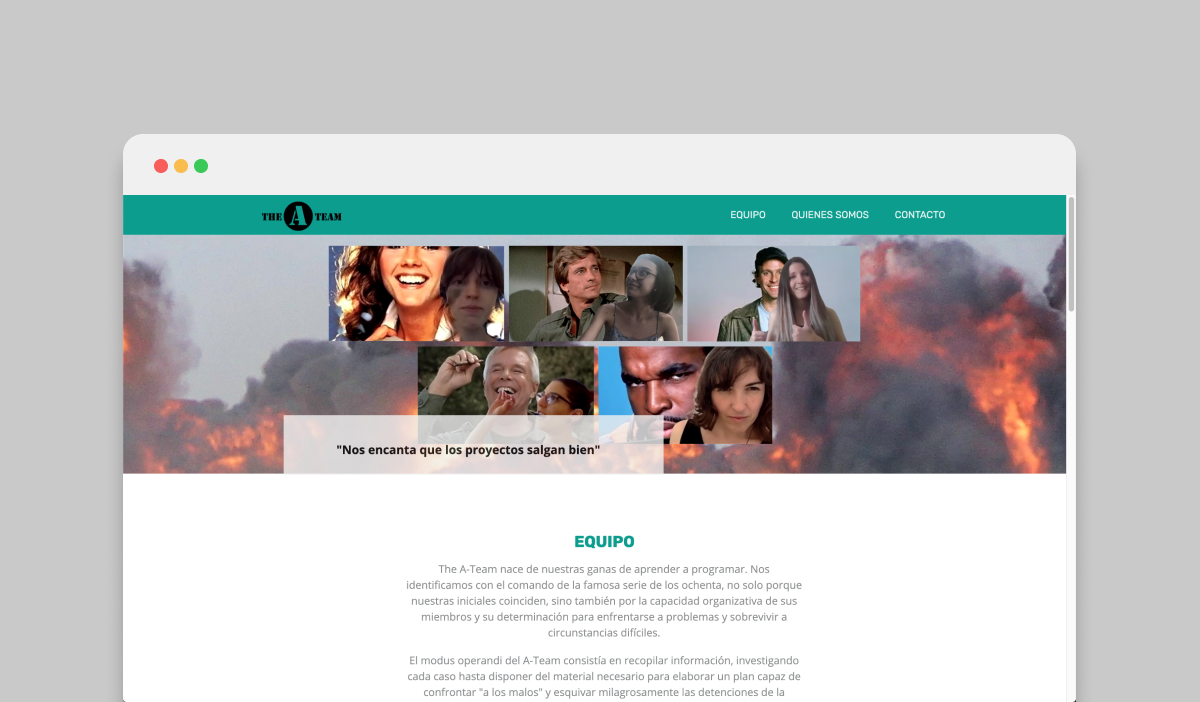 THE A TEAM
EQUIPO QUIENES SOMOS CONTACTO
"Nos encanta que los proyectos salgan bien"
EQUIPO
The A-Team nace de nuestras ganas de aprender a programar. Nos
identificamos con el comando de la famosa serie de los ochenta, no solo porque
nuestras iniciales coinciden, sino también por la capacidad organizativa de sus
miembros y su determinación para enfrentarse a problemas y sobrevivir a
circunstancias difíciles.
El modus operandi del A-Team consistía en recopilar información, investigando
cada caso hasta disponer del material necesario para elaborar un plan capaz de
confrontar "a los malos" y esquivar milagrosamente las detenciones de la